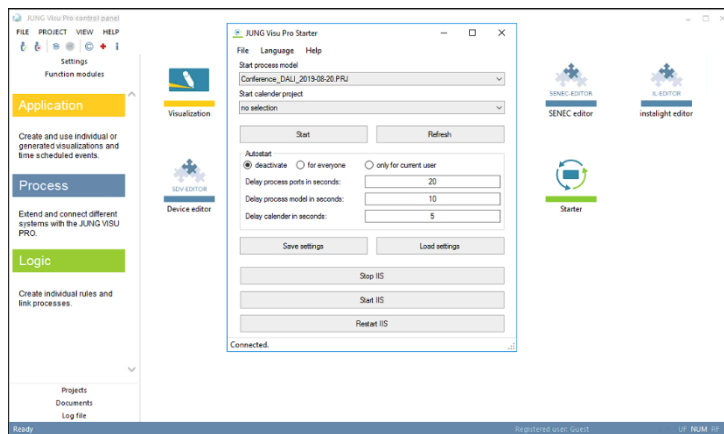 JUNG Visu Pro control panel
FILE PROJECT VIEW HELP
Settings
Function modules
Application
Create and use individual or
generated visualizations and
time scheduled events.
Process
Extend and connect different
systems with the JUNG VISU
PRO.
Logic
Create individual rules and
link processes.
Projects
Documents
Log file
Visualization
SDV-EDITOR
Device editor
JUNG Visu Pro Starter
File Language Help
Start process model
Conference_DALI_2019-08-20.PRJ
Start calender project
no selection
Start Refresh
Autostart
deactivate for everyone only for current user
Delay process ports in seconds: 20
Delay process model in seconds: 10
Delay calender in seconds: 5
Save settings Load settings
Stop IIS
Start IIS
Restart IIS
Connected.
SENEC-EDITOR
SENEC editor
IL-EDITOR
instalight editor
Starter
Ready Registered user: Guest UF NUM RF